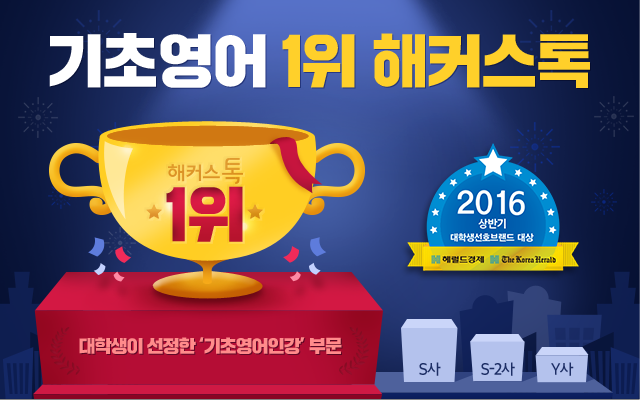 기초영어 1위 해커스톡
해커스톡
1위
2016
상반기
대학생선호브랜드 대상
헤럴드경제 The Korea Herald
대학생이 선정한 '기초영어인강' 부문
S사
S-2사
Y사